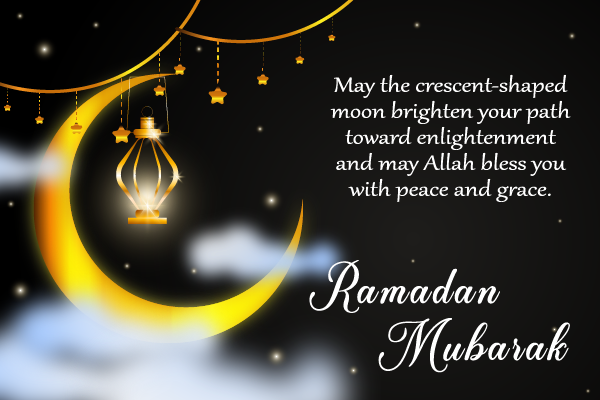 May the crescent-shaped
moon brighten your path
toward enlightenment
and may Allah bless you
with peace and grace.
Ramadan
Mubarak